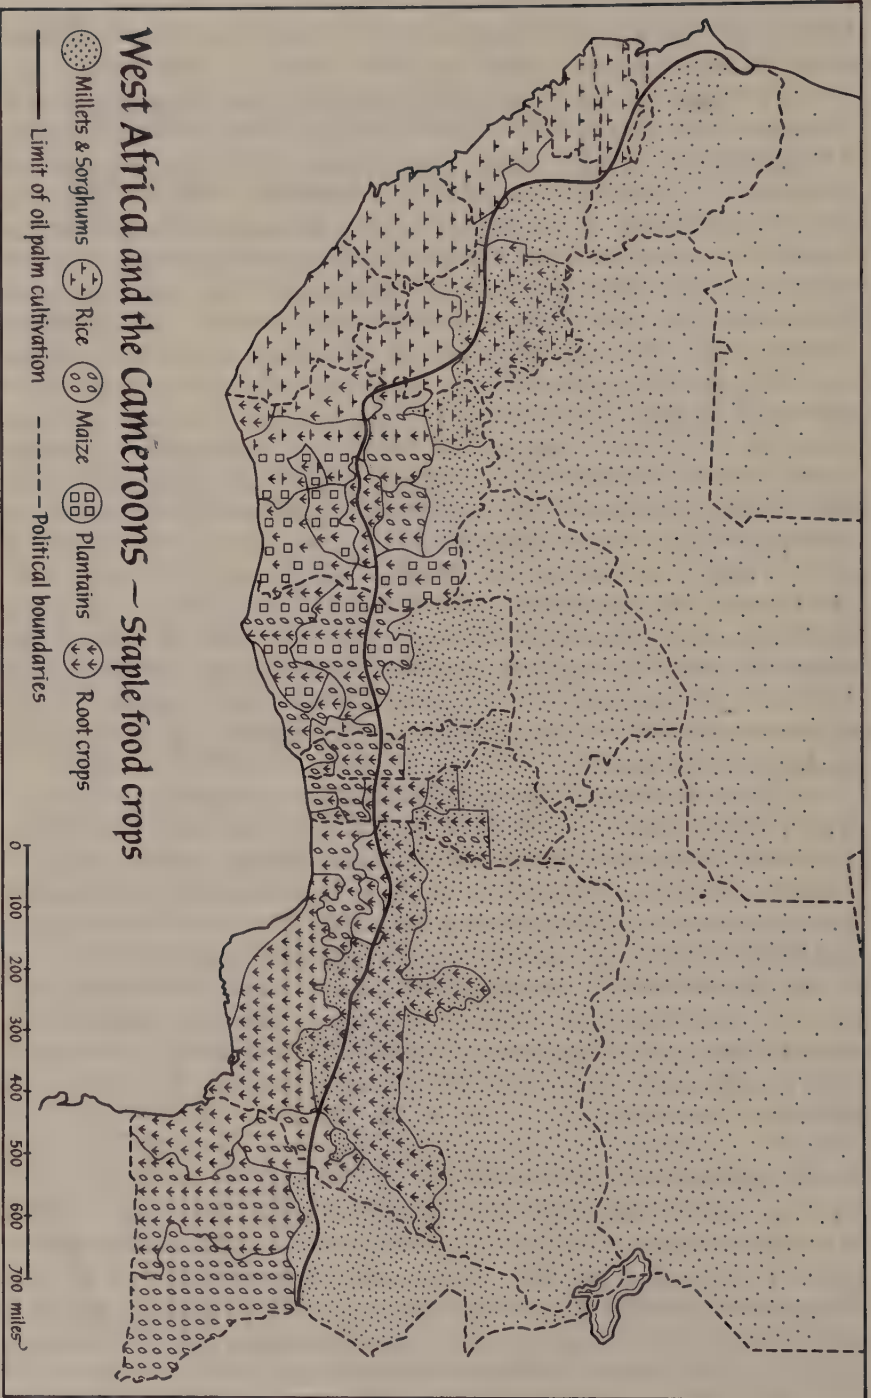 West Africa and the Cameroons ~ Staple food crops
Millets & Sorghums Rice Maize Plantains Root crops
Limit of oil palm cultivation Political boundaries
0 100 200 300 400 500 600 700 miles